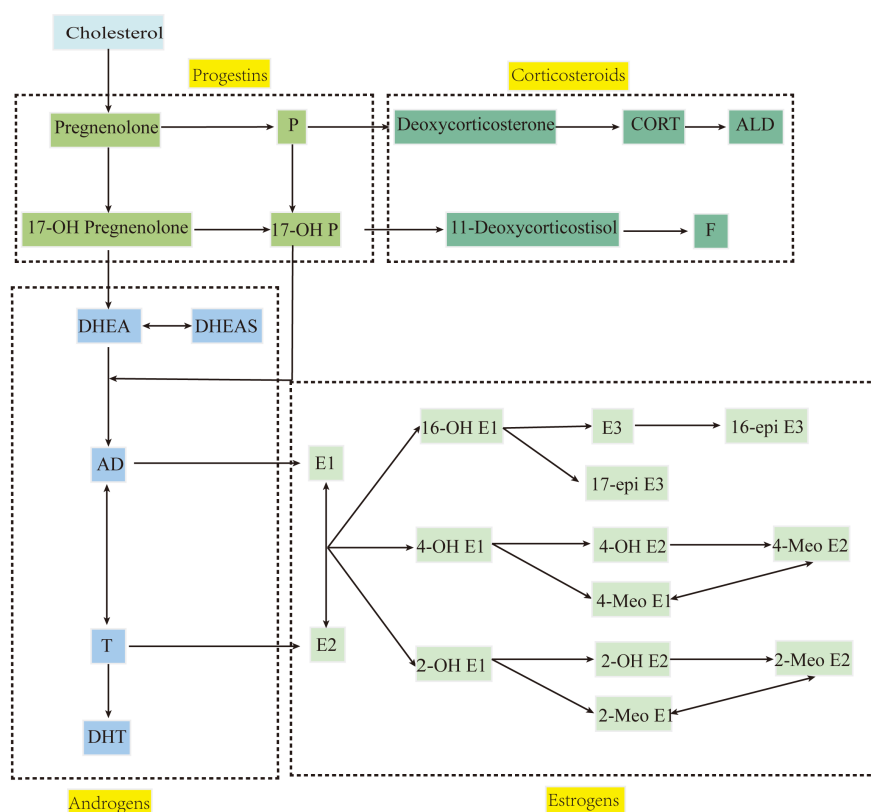 Cholesterol
Progestins
Corticosteroids
Pregnenolone
P
Deoxycorticosterone
CORT
ALD
17-OH Pregnenolone
17-OH P
11-Deoxycorticostisol
F
DHEA
DHEAS
16-OH E1
E3
16-epi E3
AD
E1
17-epi E3
4-OH E1
4-OH E2
4-Meo E2
4-Meo E1
T
E2
2-OH E1
2-OH E2
2-Meo E2
2-Meo E1
DHT
Androgens
Estrogens